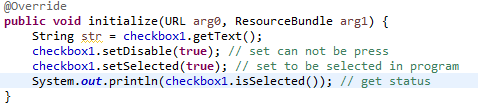 @Override
public void initialize(URL arg0, ResourceBundle arg1) {
String str = checkbox1.getText();
checkbox1.setDisable(true); // set can not be press
checkbox1.setSelected(true); // set to be selected in program
System.out.println(checkbox1.isSelected()); // get status
}